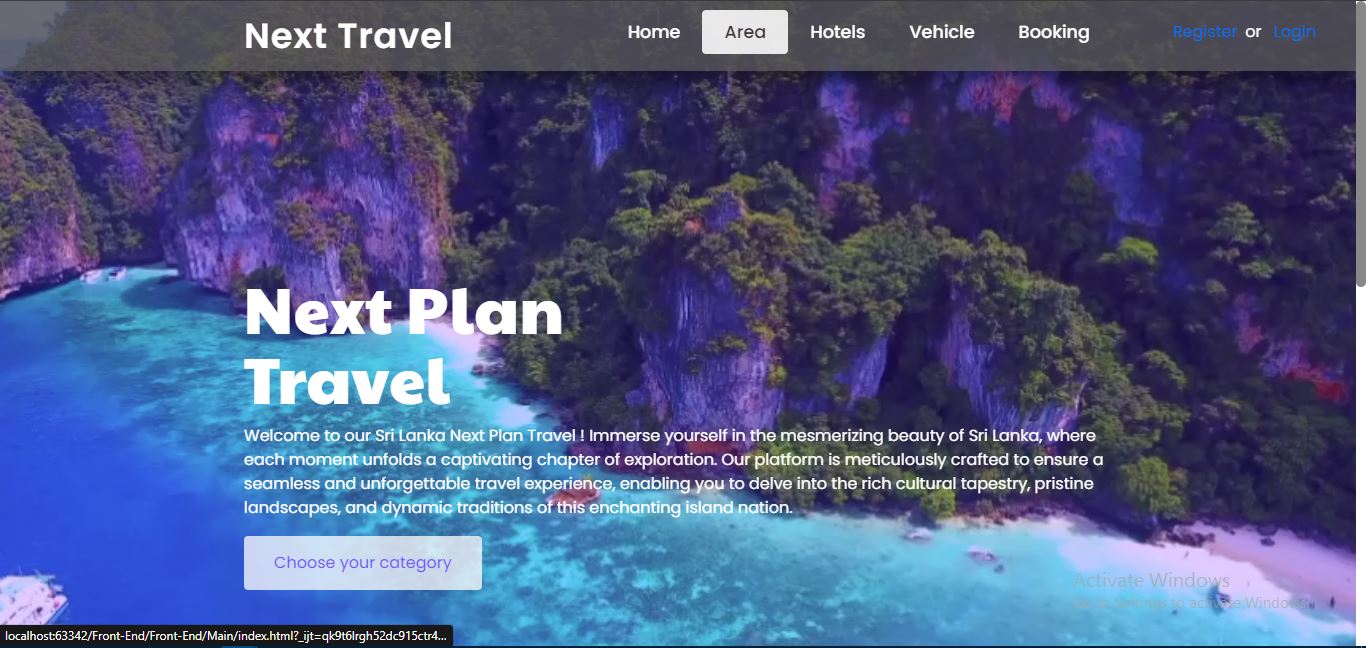 Next Travel
Home Area Hotels Vehicle Booking Register or Login
Next Plan
Travel
Welcome to our Sri Lanka Next Plan Travel ! Immerse yourself in the mesmerizing beauty of Sri Lanka, where
each moment unfolds a captivating chapter of exploration. Our platform is meticulously crafted to ensure a
seamless and unforgettable travel experience, enabling you to delve into the rich cultural tapestry, pristine
landscapes, and dynamic traditions of this enchanting island nation.
Choose your category
Activate Windows
Go to Settings to activate Windows.
localhost:63342/Front-End/Front-End/Main/index.html?_ijt=qk9t6lrgh52dc915ctr4...